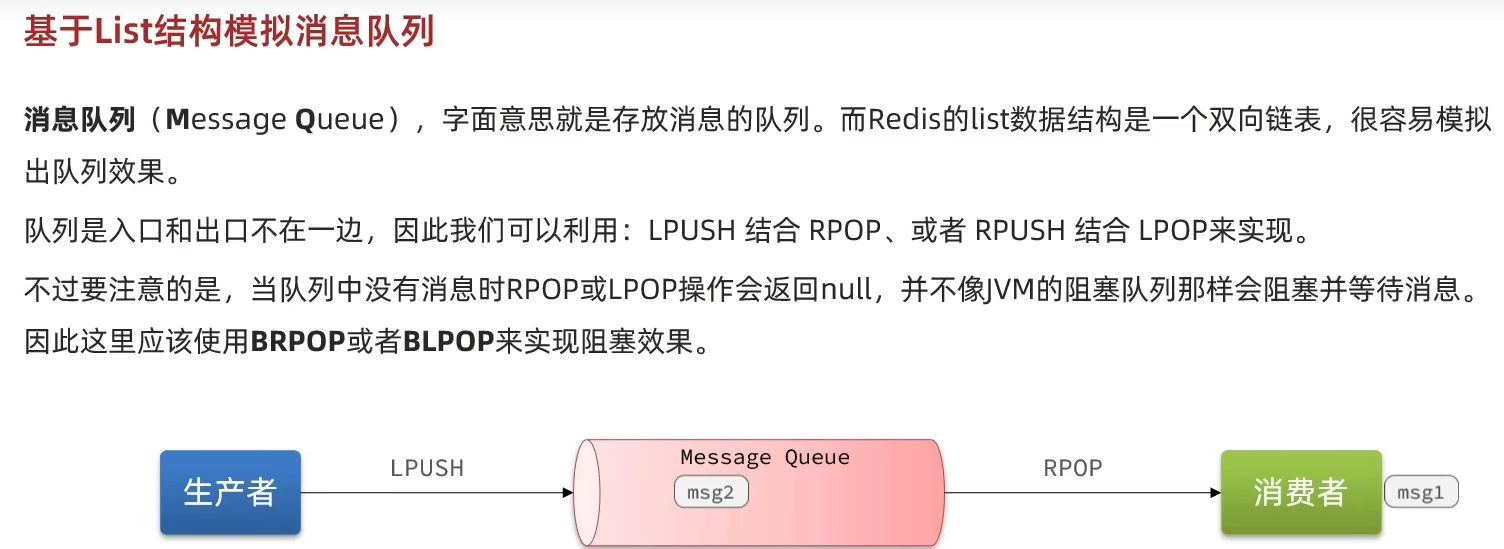 基于List结构模拟消息队列
消息队列（Message Queue），字面意思就是存放消息的队列。而Redis的list数据结构是一个双向链表，很容易模拟
出队列效果。
队列是入口和出口不在一边，因此我们可以利用：LPUSH 结合 RPOP、或者 RPUSH 结合 LPOP来实现。
不过要注意的是，当队列中没有消息时RPOP或LPOP操作会返回null，并不像JVM的阻塞队列那样会阻塞并等待消息。
因此这里应该使用BRPOP或者BLPOP来实现阻塞效果。
生产者
LPUSH
Message Queue
msg2
RPOP
消费者
msg1